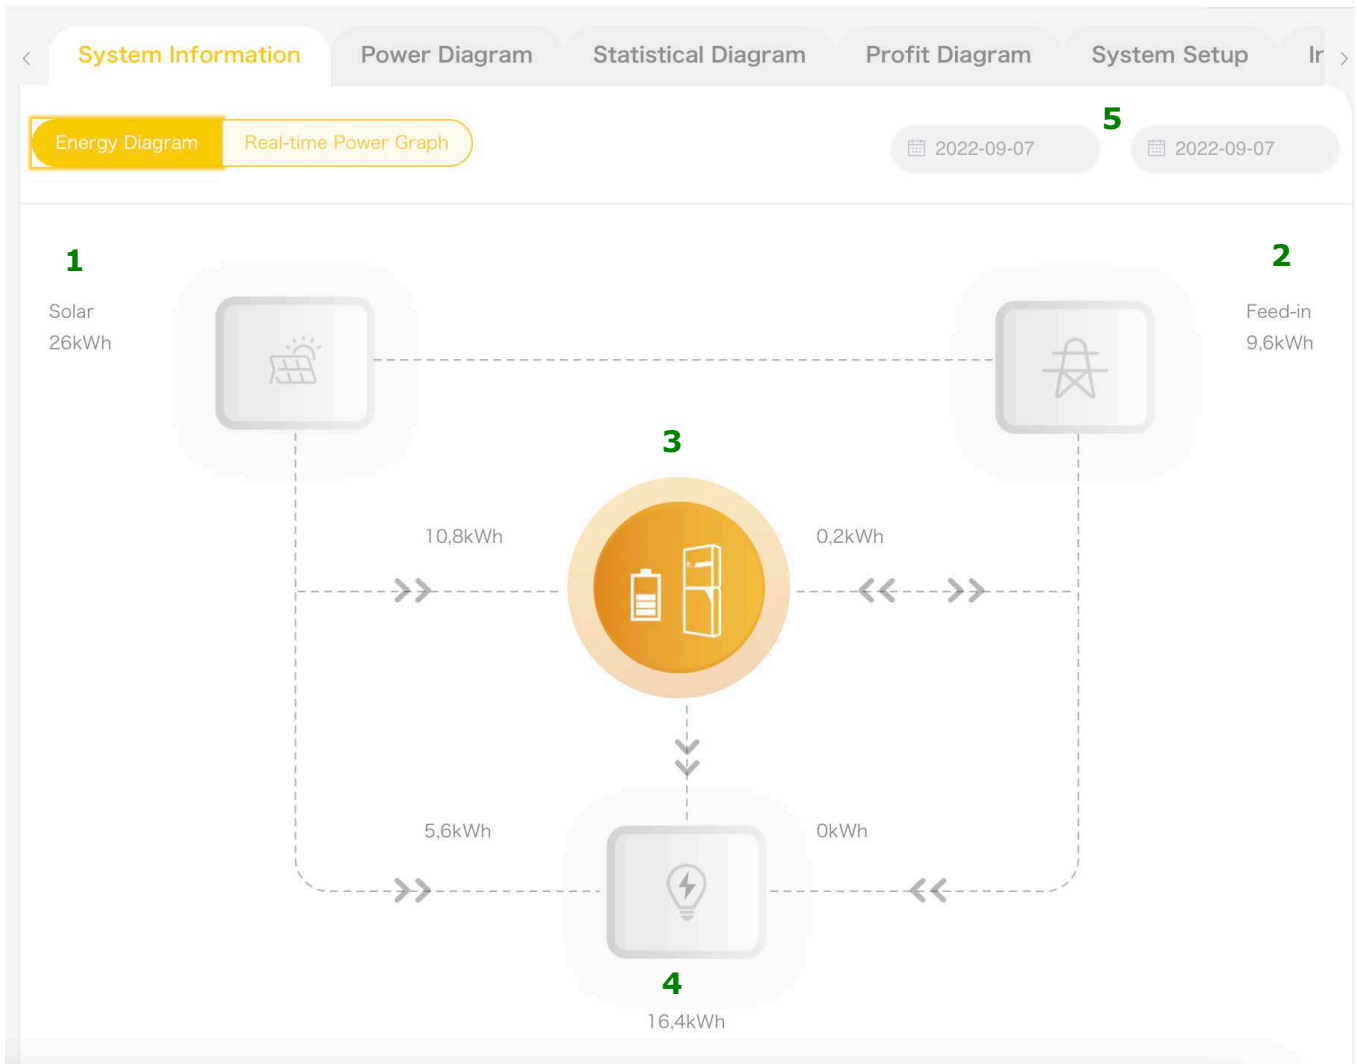 System Information Power Diagram Statistical Diagram Profit Diagram System Setup
Energy Diagram Real-time Power Graph
5
2022-09-07 2022-09-07
1
2
Solar
26kWh
Feed-in
9,6kWh
3
10,8kWh
0,2kWh
5,6kWh
0kWh
4
16,4kWh